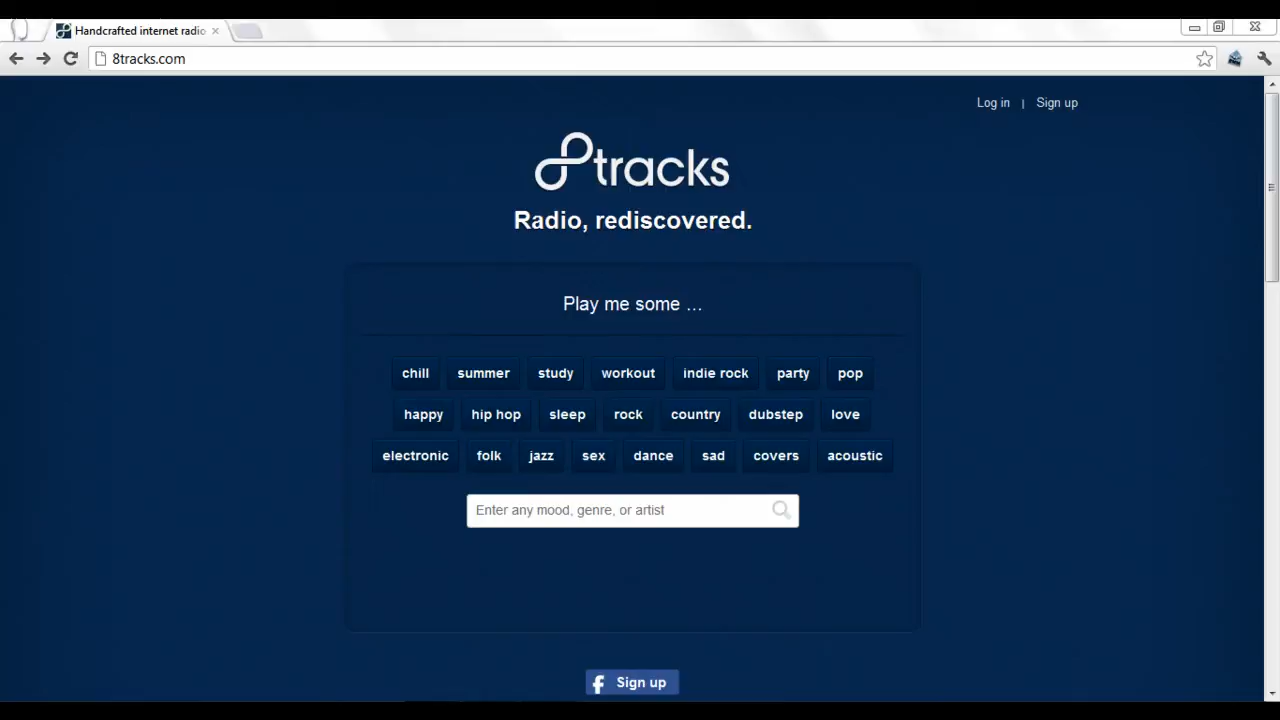 Handcrafted internet radio
8tracks.com
Log in | Sign up
8tracks
Radio, rediscovered.
Play me some ...
chill summer study workout indie rock party pop
happy hip hop sleep rock country dubstep love
electronic folk jazz sex dance sad covers acoustic
Enter any mood, genre, or artist
f Sign up